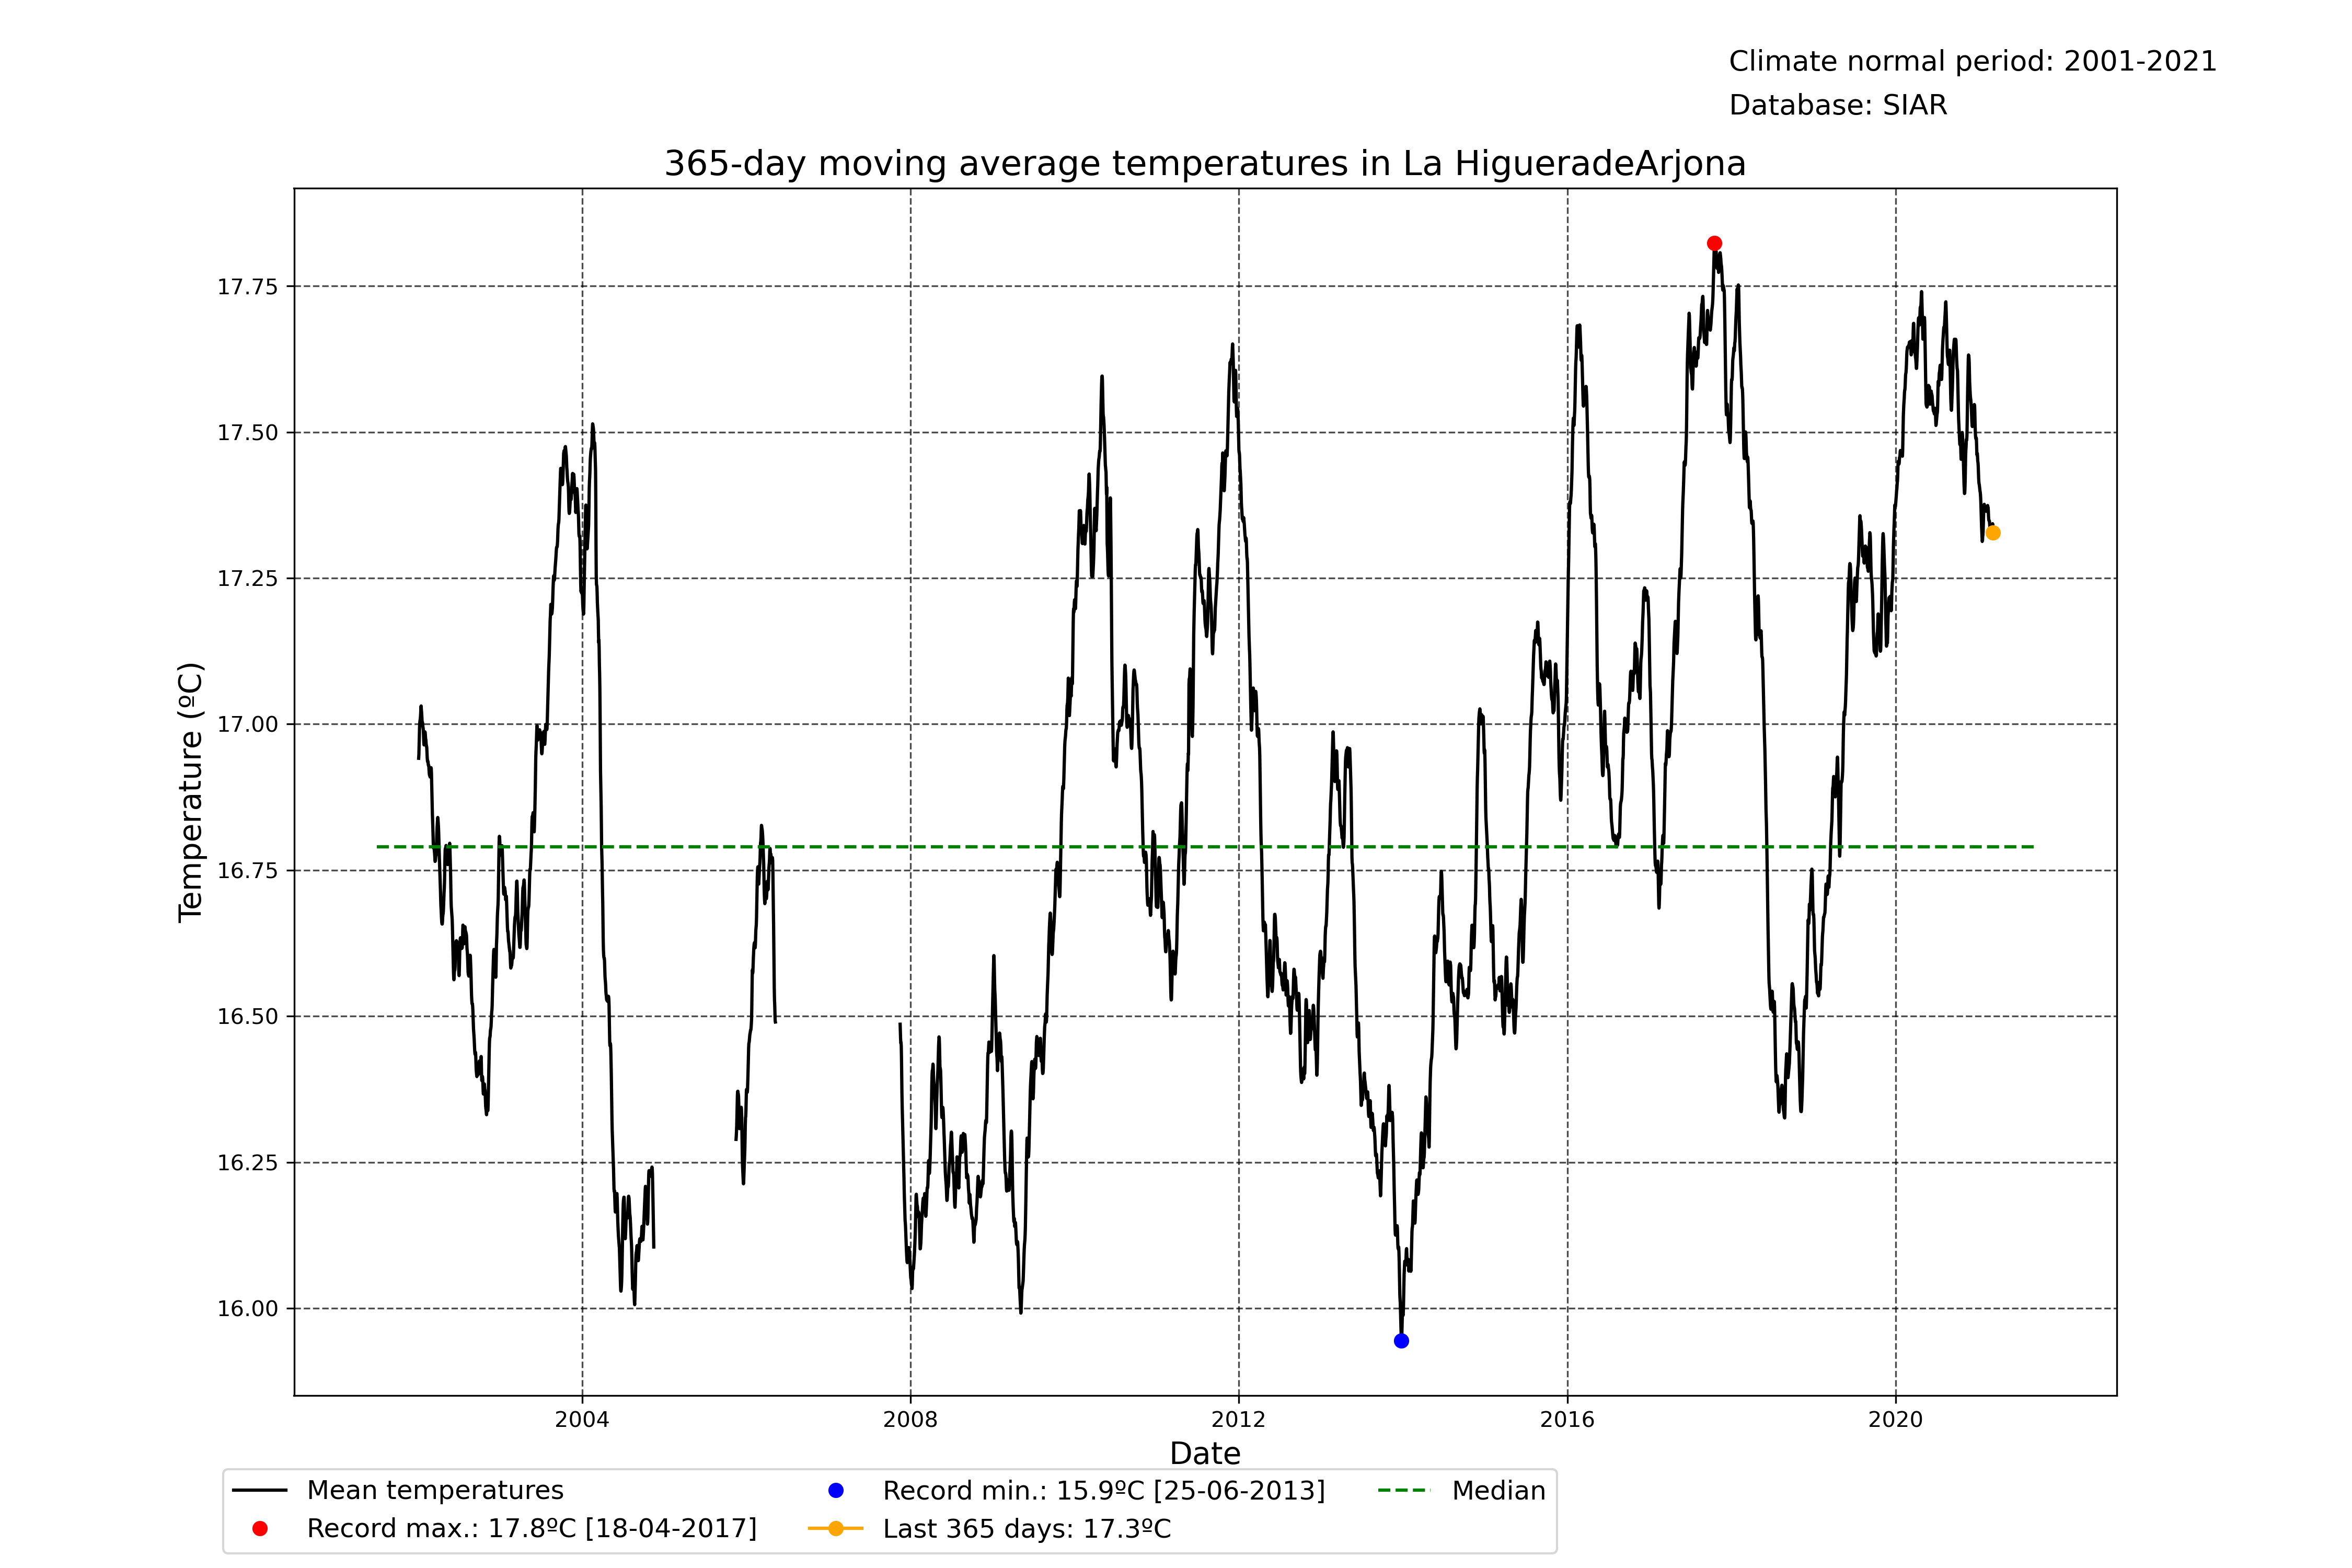 Climate normal period: 2001-2021
Database: SIAR
365-day moving average temperatures in La HigueradeArjona
Temperature (ºC)
17.75
17.50
17.25
17.00
16.75
16.50
16.25
16.00
2004 2008 2012 2016 2020
Date
Mean temperatures
Record max.: 17.8ºC [18-04-2017]
Record min.: 15.9ºC [25-06-2013]
Last 365 days: 17.3ºC
Median